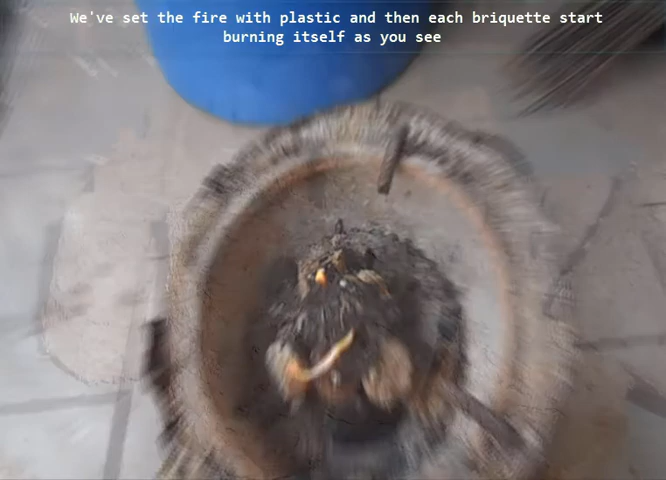 We've set the fire with plastic and then each briquette start
burning itself as you see